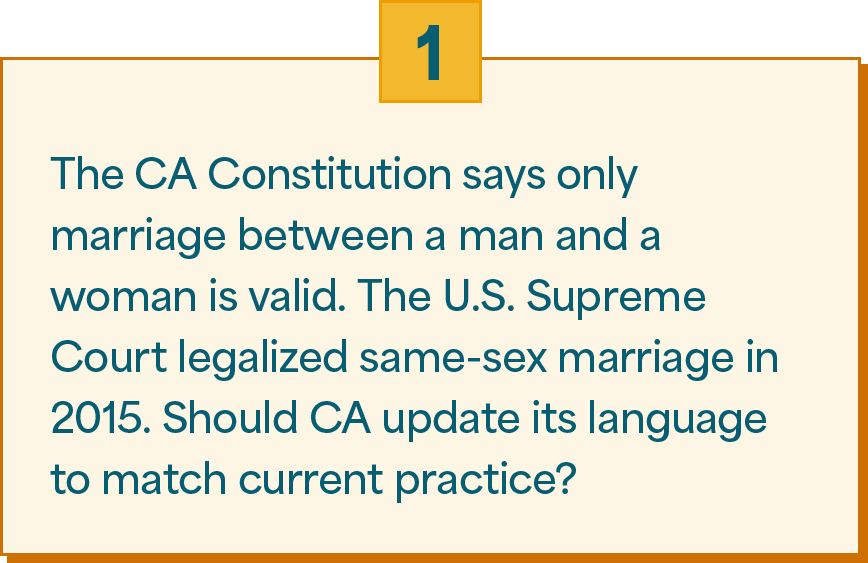 1
The CA Constitution says only
marriage between a man and a
woman is valid. The U.S. Supreme
Court legalized same-sex marriage in
2015. Should CA update its language
to match current practice?